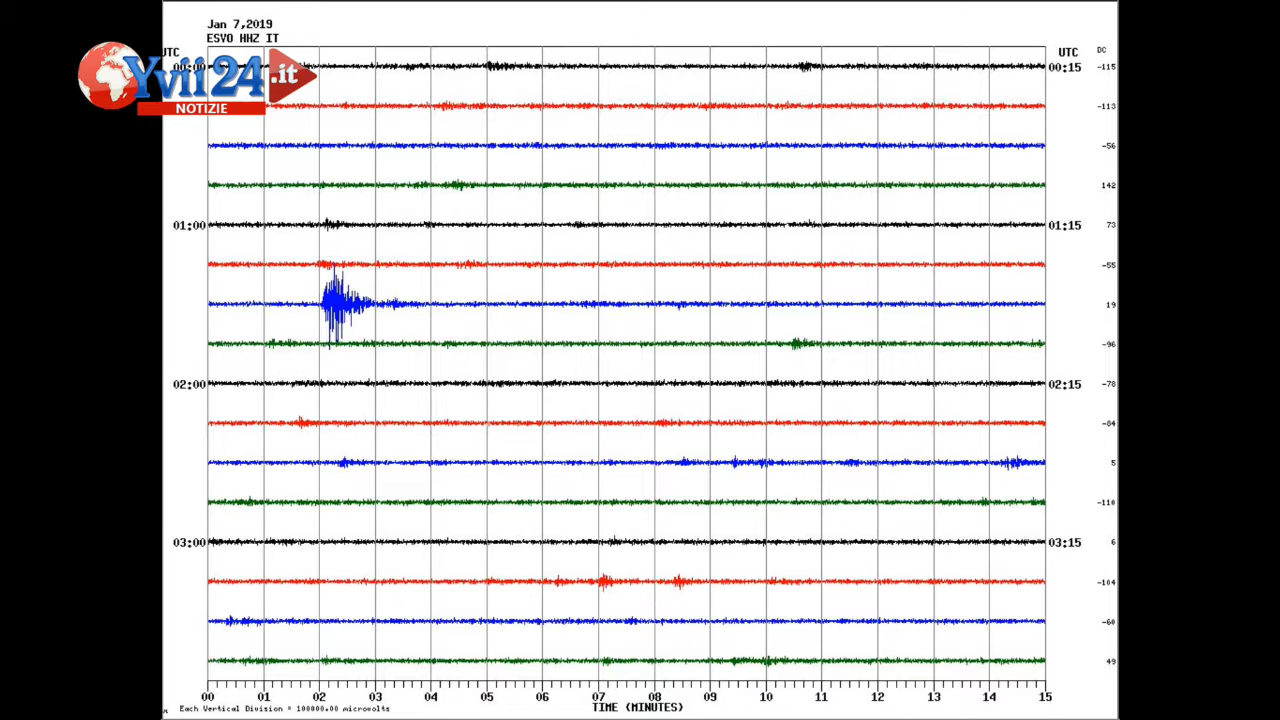 Jan 7,2019
ESVO HHZ IT
UTC
UTC
DC
Yvii24.it
NOTIZIE
00:00
00:15
-115
-113
-56
142
01:00
01:15
73
-55
19
-96
02:00
02:15
-78
-84
5
-116
03:00
03:15
6
-104
-60
49
00 01 02 03 04 05 06 07 08 09 10 11 12 13 14 15
TIME (MINUTES)
Each Vertical Division = 100000.00 microvolts